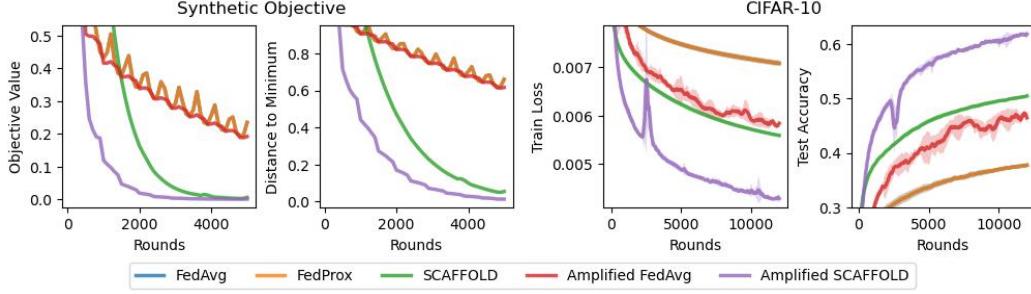 Synthetic Objective
CIFAR-10
Objective Value
0.5
0.4
0.3
0.2
0.1
0.0
0
2000
4000
Rounds
Distance to Minimum
1.0
0.8
0.6
0.4
0.2
0.0
0
2000
4000
Rounds
Train Loss
0.007
0.006
0.005
0
5000
10000
Rounds
Test Accuracy
0.6
0.5
0.4
0.3
0
5000
10000
Rounds
FedAvg
FedProx
SCAFFOLD
Amplified FedAvg
Amplified SCAFFOLD